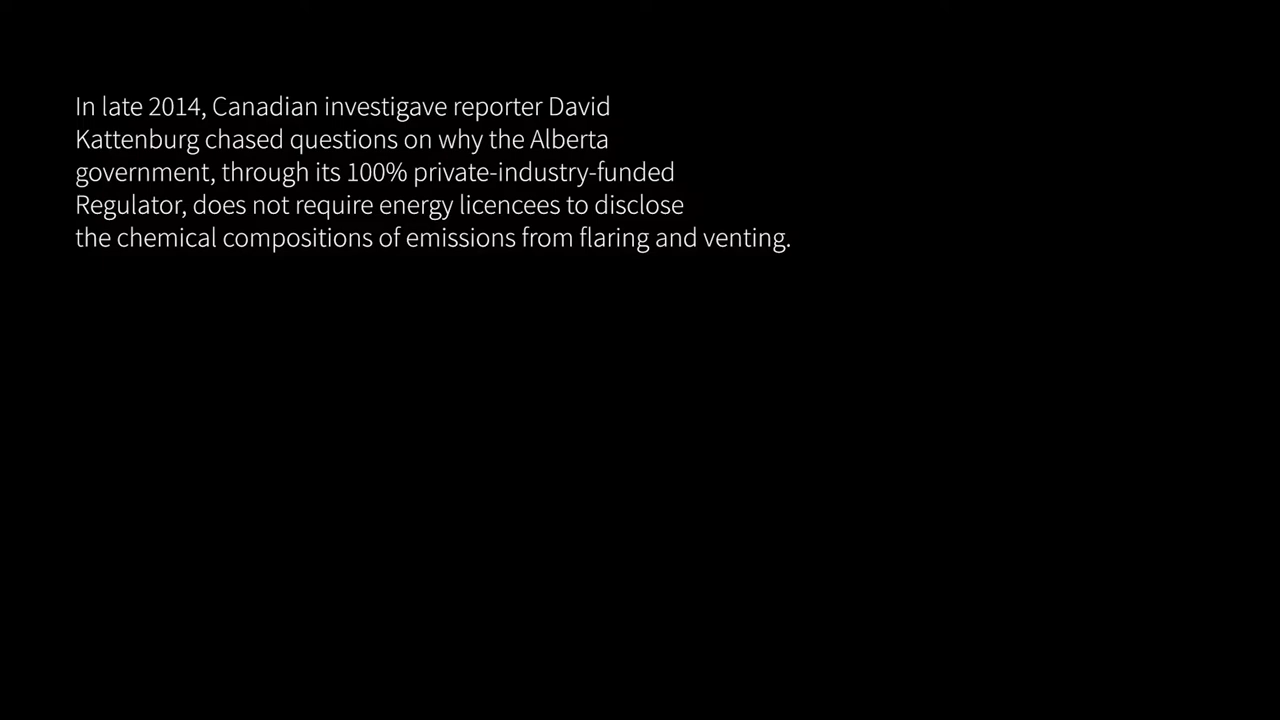 In late 2014, Canadian investigave reporter David
Kattenburg chased questions on why the Alberta
government, through its 100% private-industry-funded
Regulator, does not require energy licencees to disclose
the chemical compositions of emissions from flaring and venting.